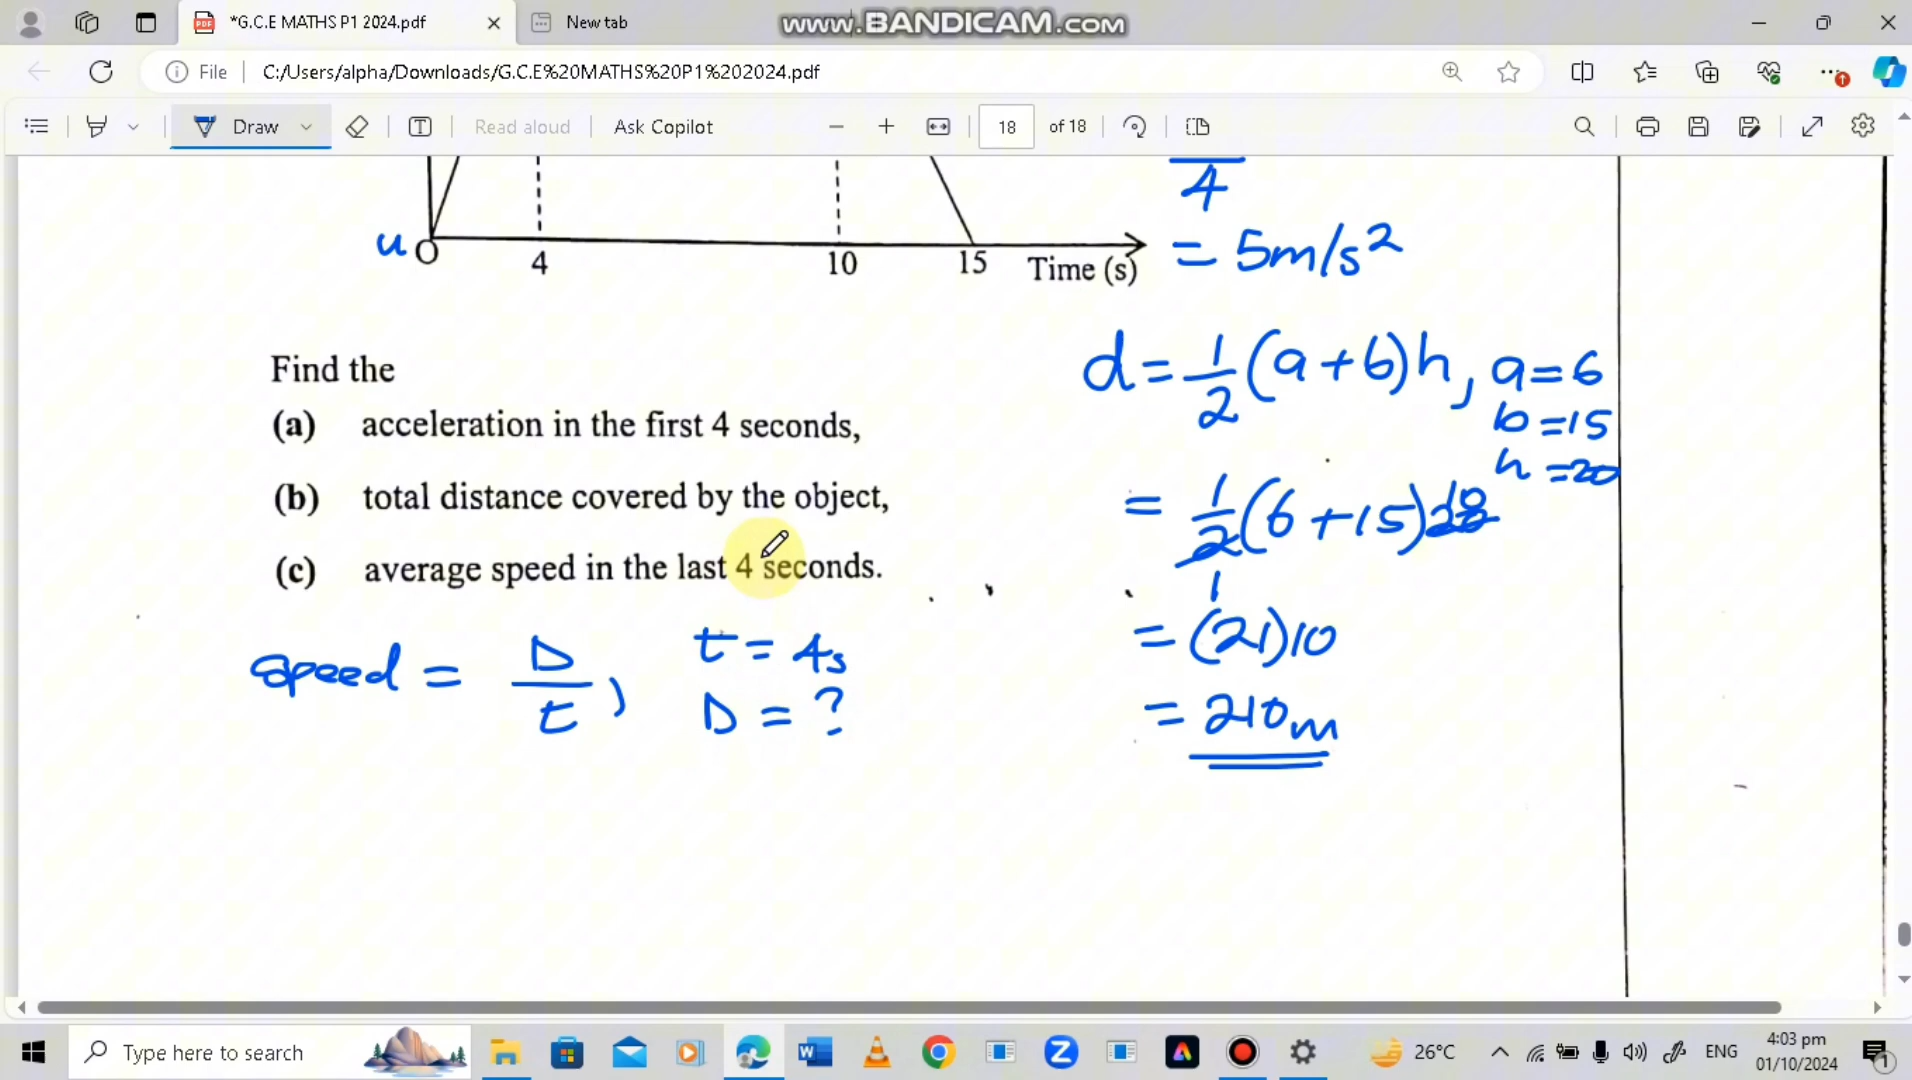 *G.C.E MATHS P1 2024.pdf
New tab
www.BANDICAM.com
File
C:/Users/alpha/Downloads/G.C.E%20MATHS%20P1%202024.pdf
Draw
Read aloud
Ask Copilot
18
of 18
4
u O
4
10
15
Time (s)
= 5m/s²
Find the
(a) acceleration in the first 4 seconds,
(b) total distance covered by the object,
(c) average speed in the last 4 seconds.
speed = D/t, t = 4s
D = ?
d = 1/2 (a + b)h, a = 6
b = 15
h = 20
= 1/2 (6 + 15)20 10
1
= (21)10
= 210m
Type here to search
26°C
ENG
4:03 pm
01/10/2024
1